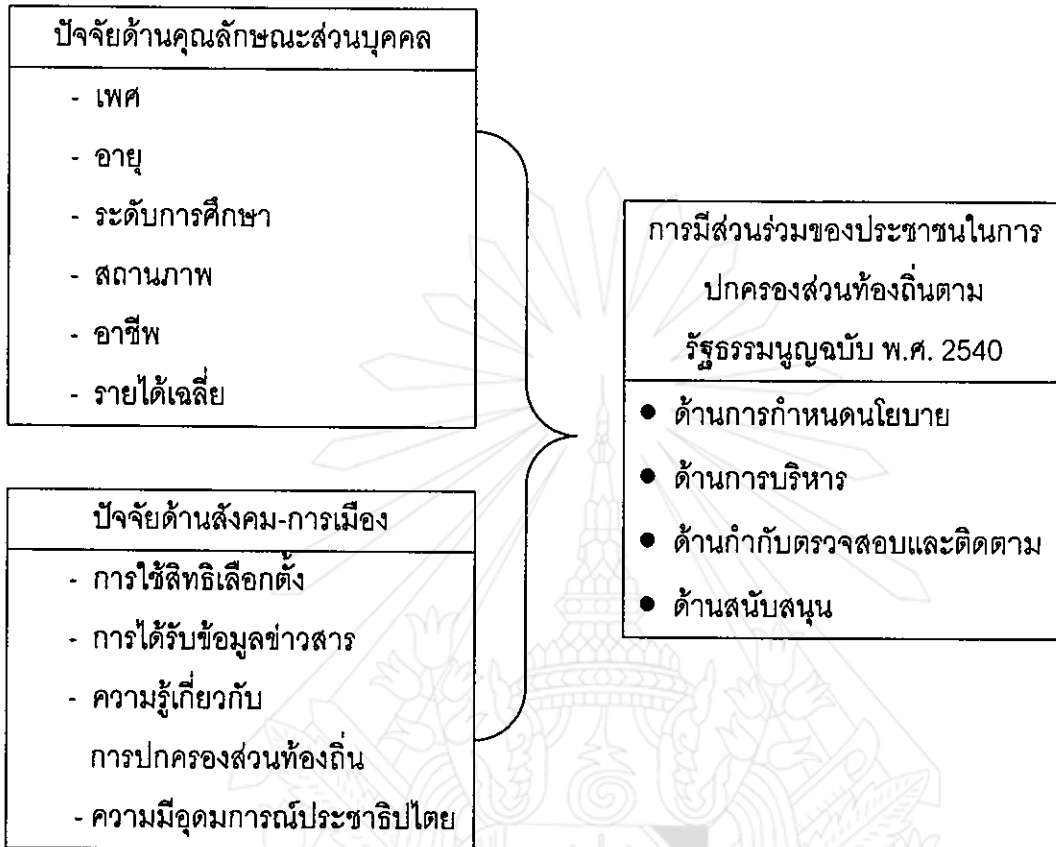 ปัจจัยด้านคุณลักษณะส่วนบุคคล
- เพศ
- อายุ
- ระดับการศึกษา
- สถานภาพ
- อาชีพ
- รายได้เฉลี่ย
ปัจจัยด้านสังคม-การเมือง
- การใช้สิทธิเลือกตั้ง
- การได้รับข้อมูลข่าวสาร
- ความรู้เกี่ยวกับ
การปกครองส่วนท้องถิ่น
- ความมีอุดมการณ์ประชาธิปไตย
การมีส่วนร่วมของประชาชนในการ
ปกครองส่วนท้องถิ่นตาม
รัฐธรรมนูญฉบับ พ.ศ. 2540
● ด้านการกำหนดนโยบาย
● ด้านการบริหาร
● ด้านกำกับตรวจสอบและติดตาม
● ด้านสนับสนุน